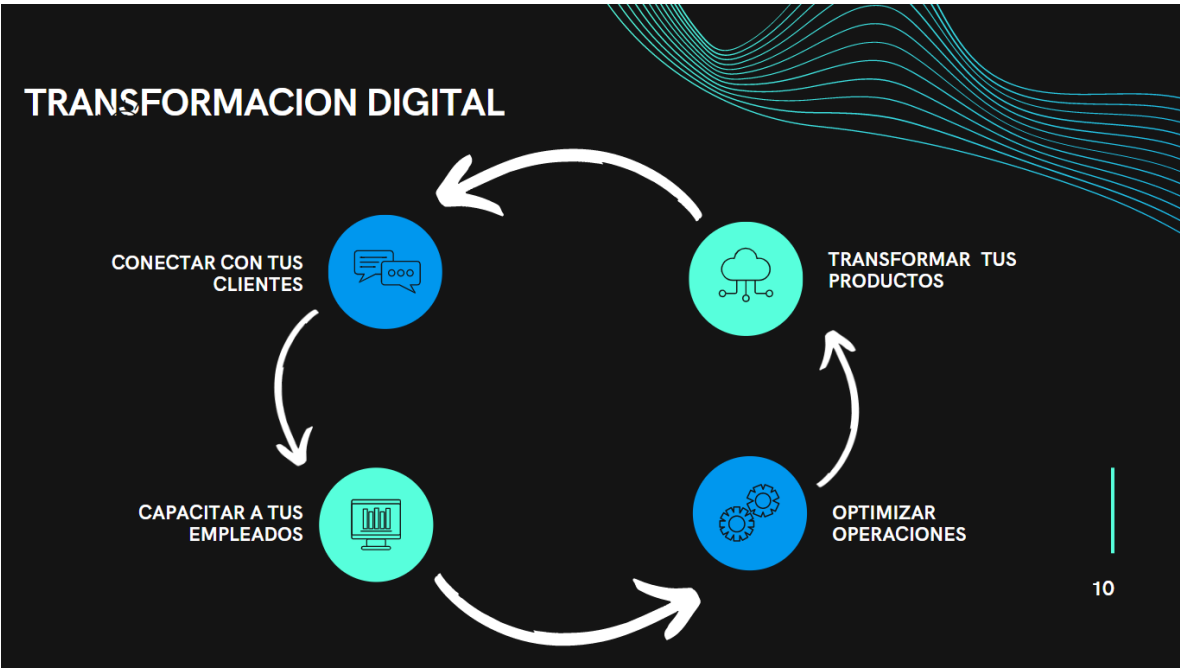 TRANSFORMACION DIGITAL
CONECTAR CON TUS
CLIENTES
TRANSFORMAR TUS
PRODUCTOS
CAPACITAR A TUS
EMPLEADOS
OPTIMIZAR
OPERACIONES
10